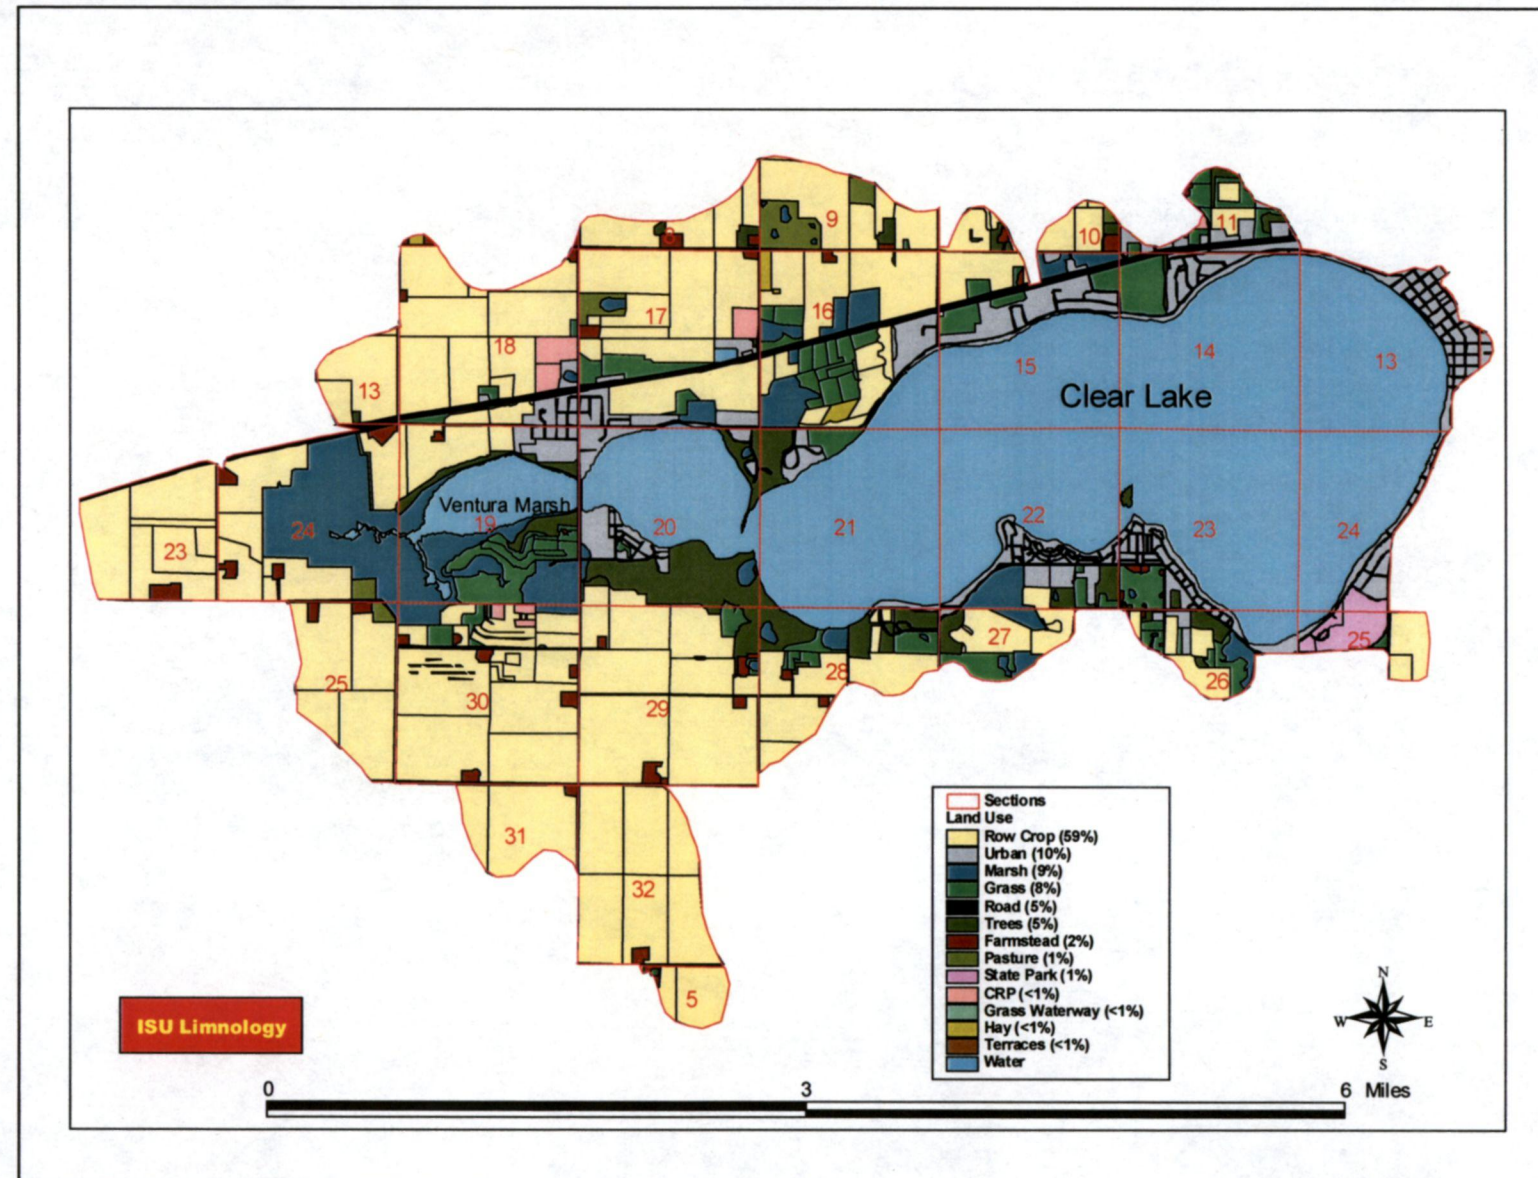 9
8
10
11
17
16
18
15
14
13
13
Clear Lake
Ventura Marsh
24
19
20
21
22
23
24
23
25
30
29
28
27
26
25
31
32
5
Sections
Land Use
Row Crop (59%)
Urban (10%)
Marsh (9%)
Grass (8%)
Road (5%)
Trees (5%)
Farmstead (2%)
Pasture (1%)
State Park (1%)
CRP (<1%)
Grass Waterway (<1%)
Hay (<1%)
Terraces (<1%)
Water
N
W E
S
ISU Limnology
0 3 6 Miles